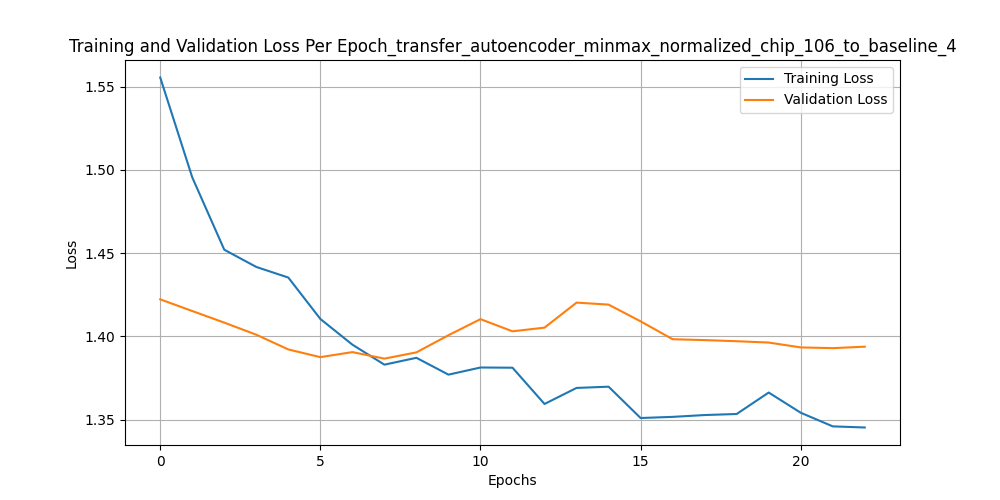 Training and Validation Loss Per Epoch_transfer_autoencoder_minmax_normalized_chip_106_to_baseline_4
Training Loss
Validation Loss
1.55
1.50
1.45
1.40
1.35
Loss
0 5 10 15 20
Epochs